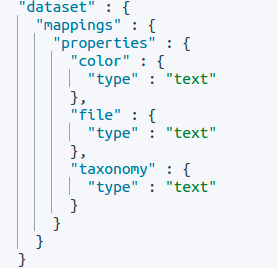 "dataset" : {
"mappings" : {
"properties" : {
"color" : {
"type" : "text"
},
"file" : {
"type" : "text"
},
"taxonomy" : {
"type" : "text"
}
}
}
}